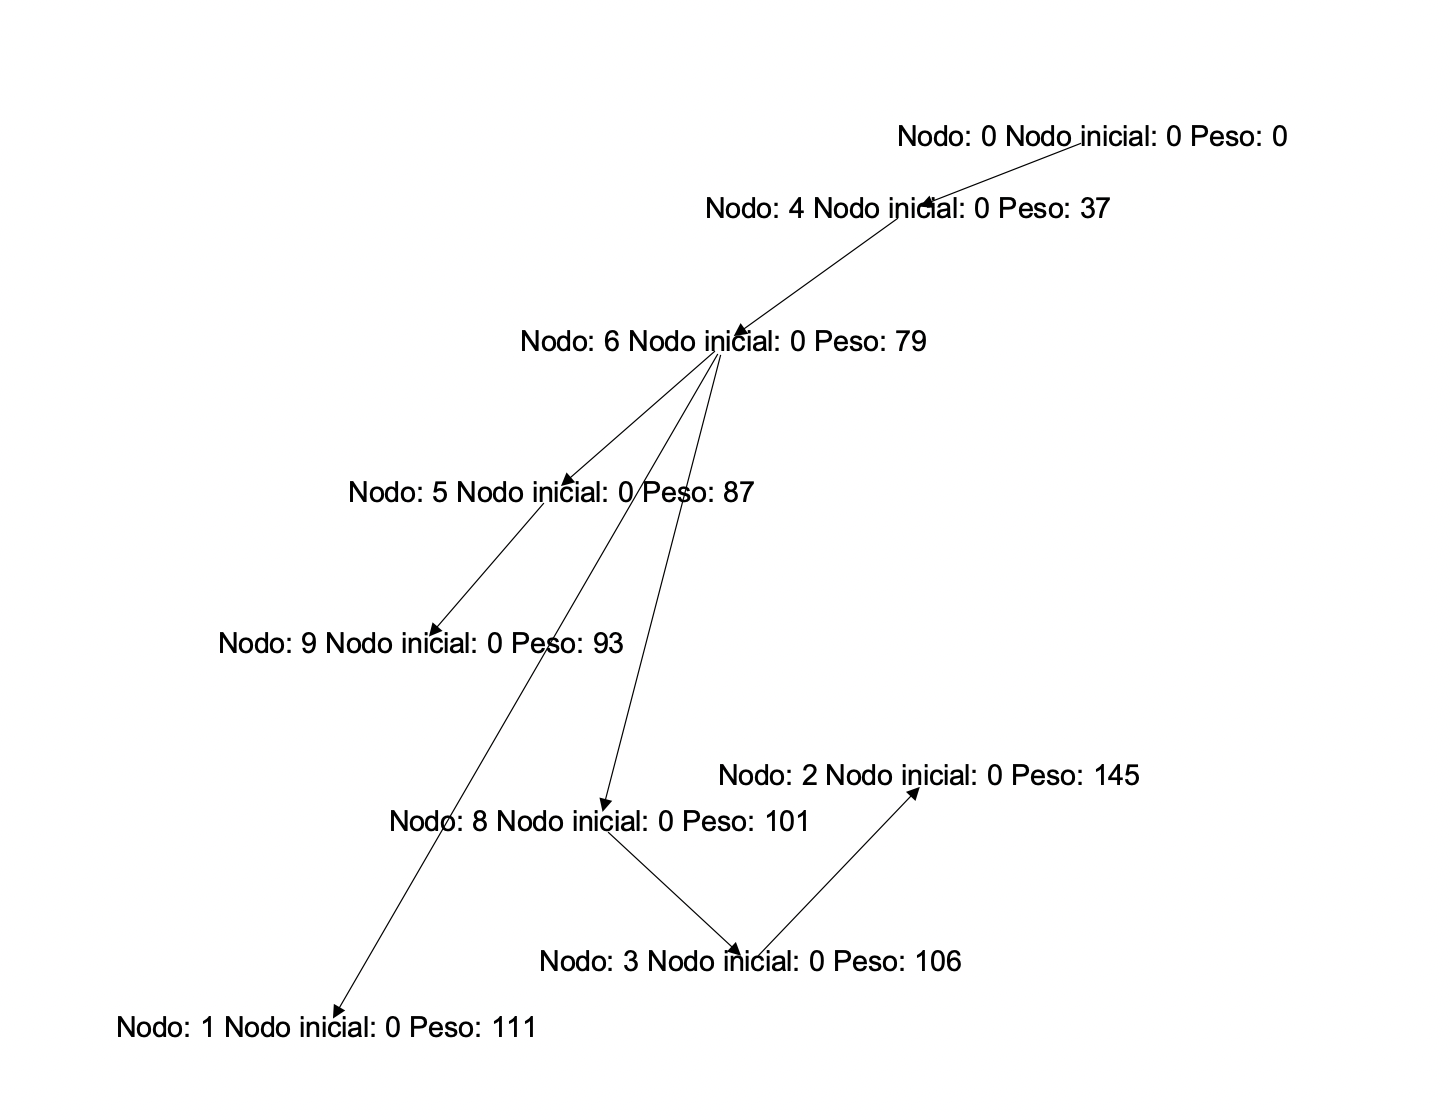 Nodo: 0 Nodo inicial: 0 Peso: 0
Nodo: 4 Nodo inicial: 0 Peso: 37
Nodo: 6 Nodo inicial: 0 Peso: 79
Nodo: 5 Nodo inicial: 0 Peso: 87
Nodo: 9 Nodo inicial: 0 Peso: 93
Nodo: 2 Nodo inicial: 0 Peso: 145
Nodo: 8 Nodo inicial: 0 Peso: 101
Nodo: 3 Nodo inicial: 0 Peso: 106
Nodo: 1 Nodo inicial: 0 Peso: 111